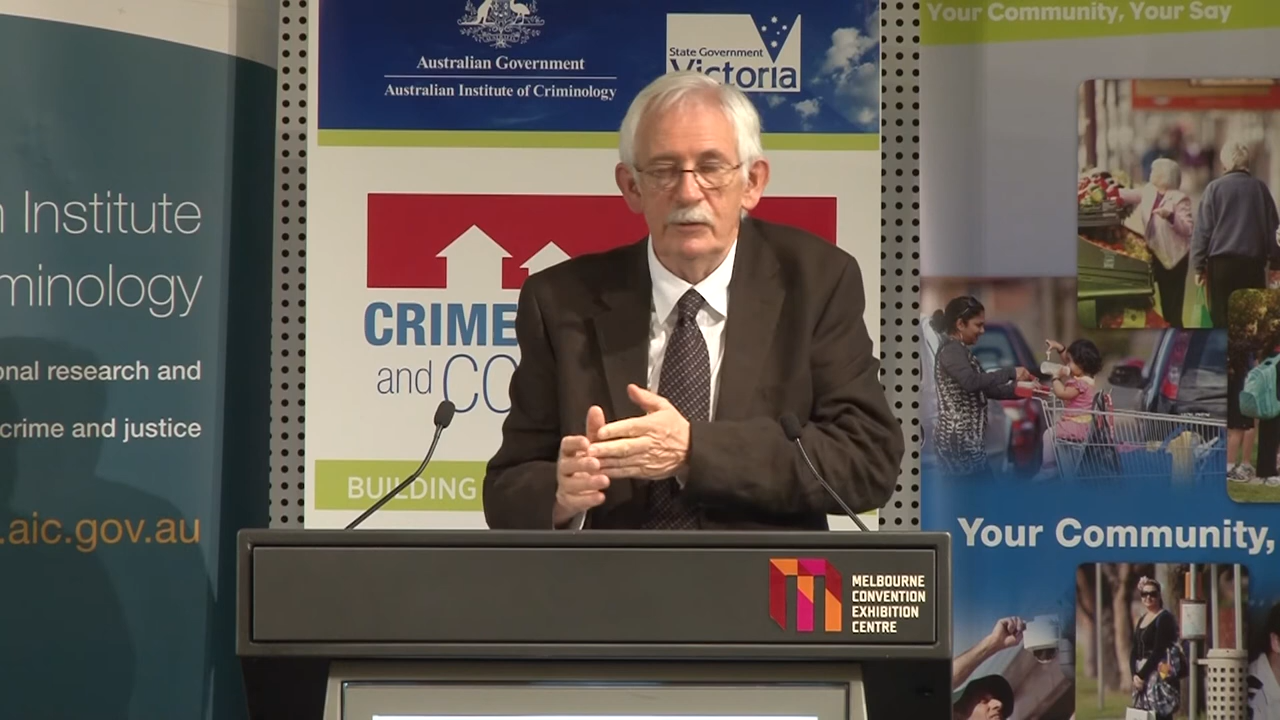 Institute
minology
onal research and
crime and justice
.aic.gov.au
Australian Government
Australian Institute of Criminology
State Government
Victoria
CRIME
and CO
BUILDING
Your Community, Your Say
Your Community,
MELBOURNE
CONVENTION
EXHIBITION
CENTRE